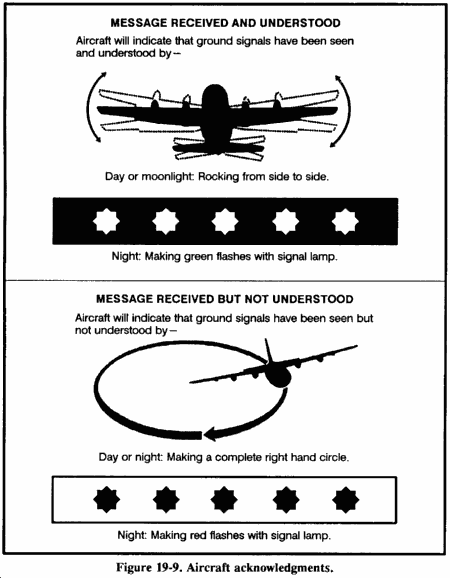 MESSAGE RECEIVED AND UNDERSTOOD
Aircraft will indicate that ground signals have been seen
and understood by—
Day or moonlight: Rocking from side to side.
Night: Making green flashes with signal lamp.
MESSAGE RECEIVED BUT NOT UNDERSTOOD
Aircraft will indicate that ground signals have been seen but
not understood by—
Day or night: Making a complete right hand circle.
Night: Making red flashes with signal lamp.
Figure 19-9. Aircraft acknowledgments.